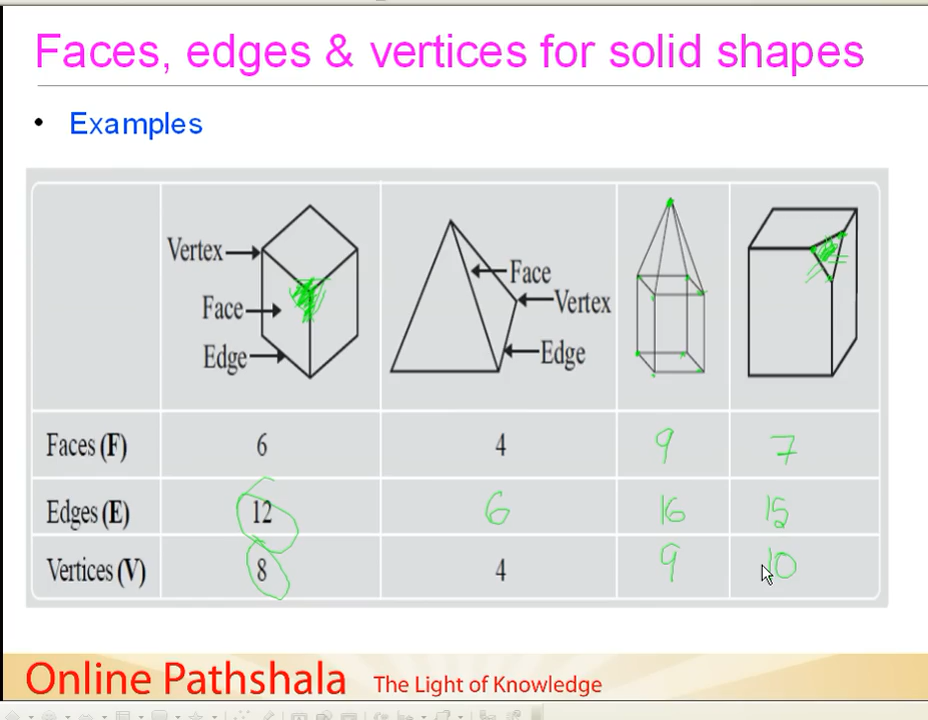 Faces, edges & vertices for solid shapes
• Examples
Vertex
Face
Edge
Face
Vertex
Edge
Faces (F) 6 4 9 7
Edges (E) 12 6 16 15
Vertices (V) 8 4 9 10
Online Pathshala The Light of Knowledge